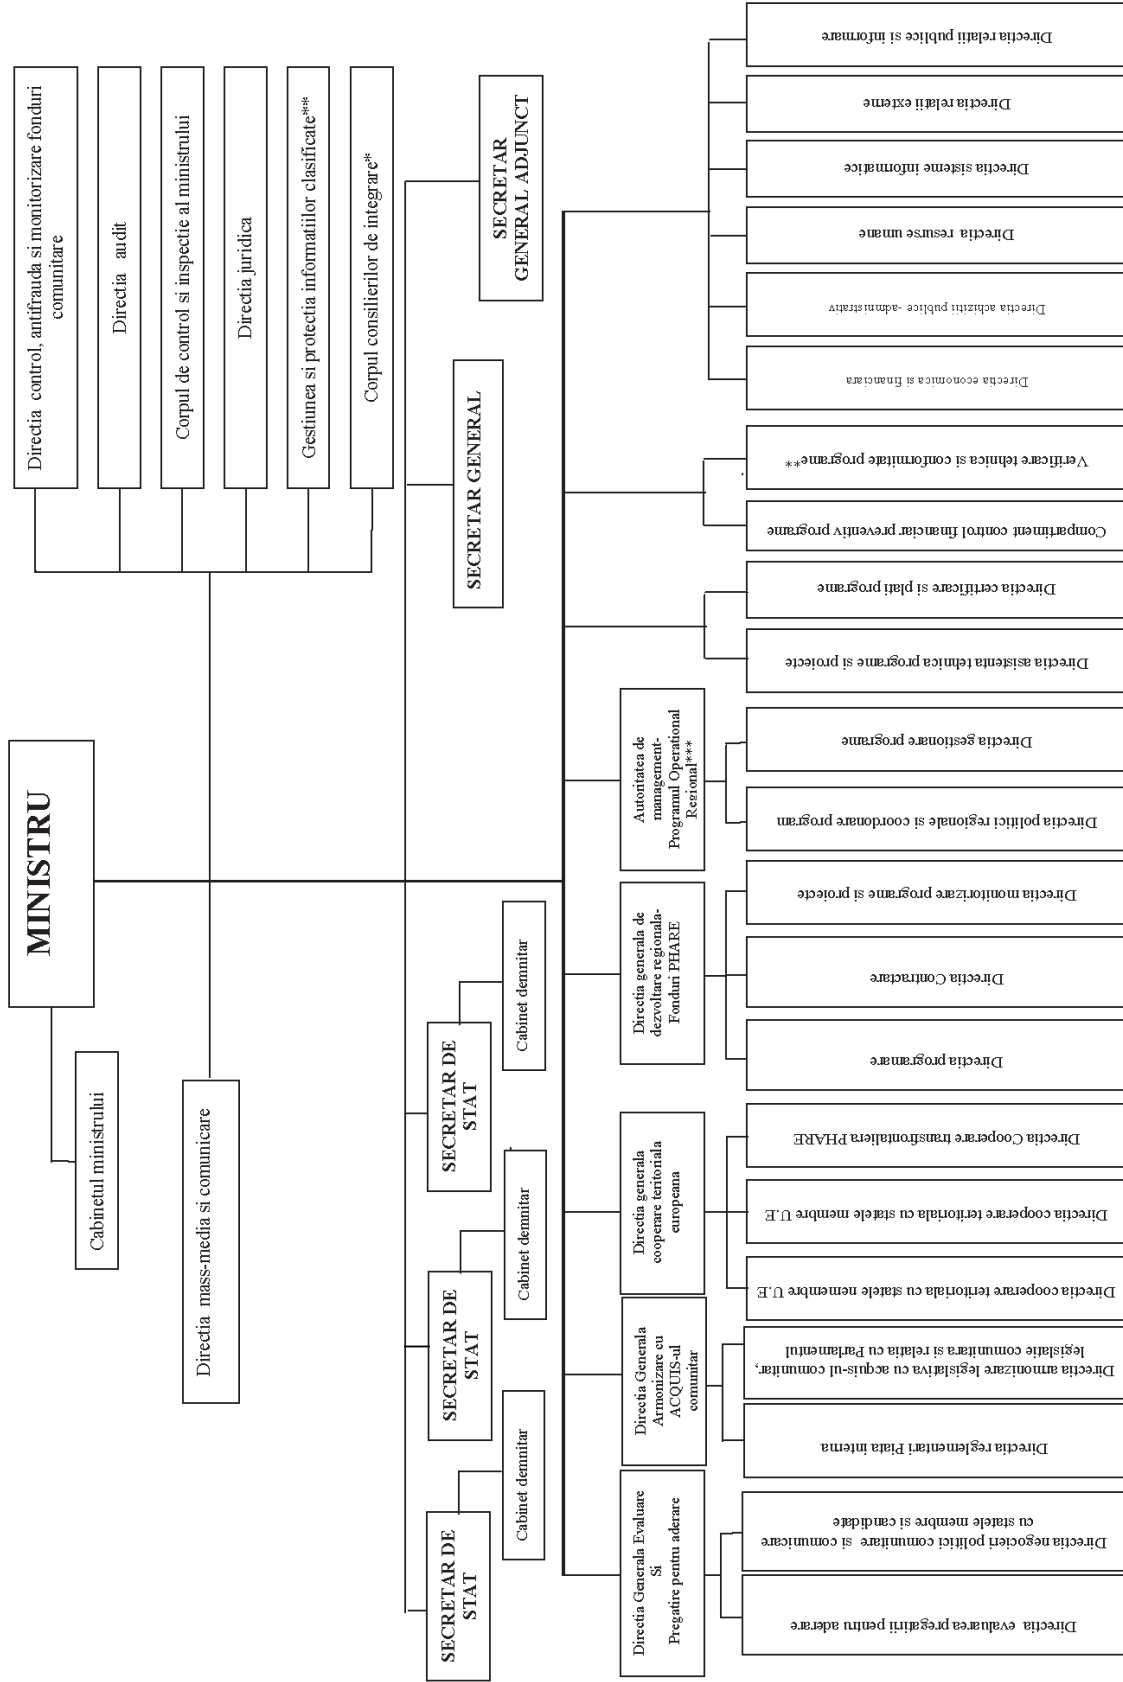 MINISTRU
Cabinetul ministrului
Directia mass-media si comunicare
Directia control, antifrauda si monitorizare fonduri
comunitare
Directia audit
Corpul de control si inspectie al ministrului
Directia juridica
Gestiunea si protectia informatiilor clasificate**
Corpul consilierilor de integrare*
SECRETAR DE
STAT
Cabinet demnitar
SECRETAR DE
STAT
Cabinet demnitar
SECRETAR DE
STAT
Cabinet demnitar
SECRETAR GENERAL
SECRETAR
GENERAL ADJUNCT
Directia Generala Evaluare
Si
Pregatire pentru aderare
Directia Generala
Armonizare cu
ACQUIS-ul
comunitar
Directia generala
cooperare teritoriala
europeana
Directia generala de
dezvoltare regionala-
Fonduri PHARE
Autoritatea de
management-
Programul Operational
Regional***
Directia evaluarea pregatirii pentru aderare
Directia negocieri politici comunitare si comunicare
cu statele membre si candidate
Directia reglementari Piata interna
Directia armonizare legislativa cu acquis-ul comunitar,
legislatie comunitara si relatia cu Parlamentul
Directia cooperare teritoriala cu statele nemembre U.E
Directia cooperare teritoriala cu statele membre U.E
Directia Cooperare transfrontaliera PHARE
Directia programare
Directia Contractare
Directia monitorizare programe si proiecte
Directia politici regionale si coordonare program
Directia gestionare programe
Directia asistenta tehnica programe si proiecte
Directia certificare si plati programe
Compartiment control financiar preventiv programe
Verificare tehnica si conformitate programe**
Directia economica si financiara
Directia achizitii publice -administrativ
Directia resurse umane
Directia sisteme informatice
Directia relatii externe
Directia relatii publice si informare